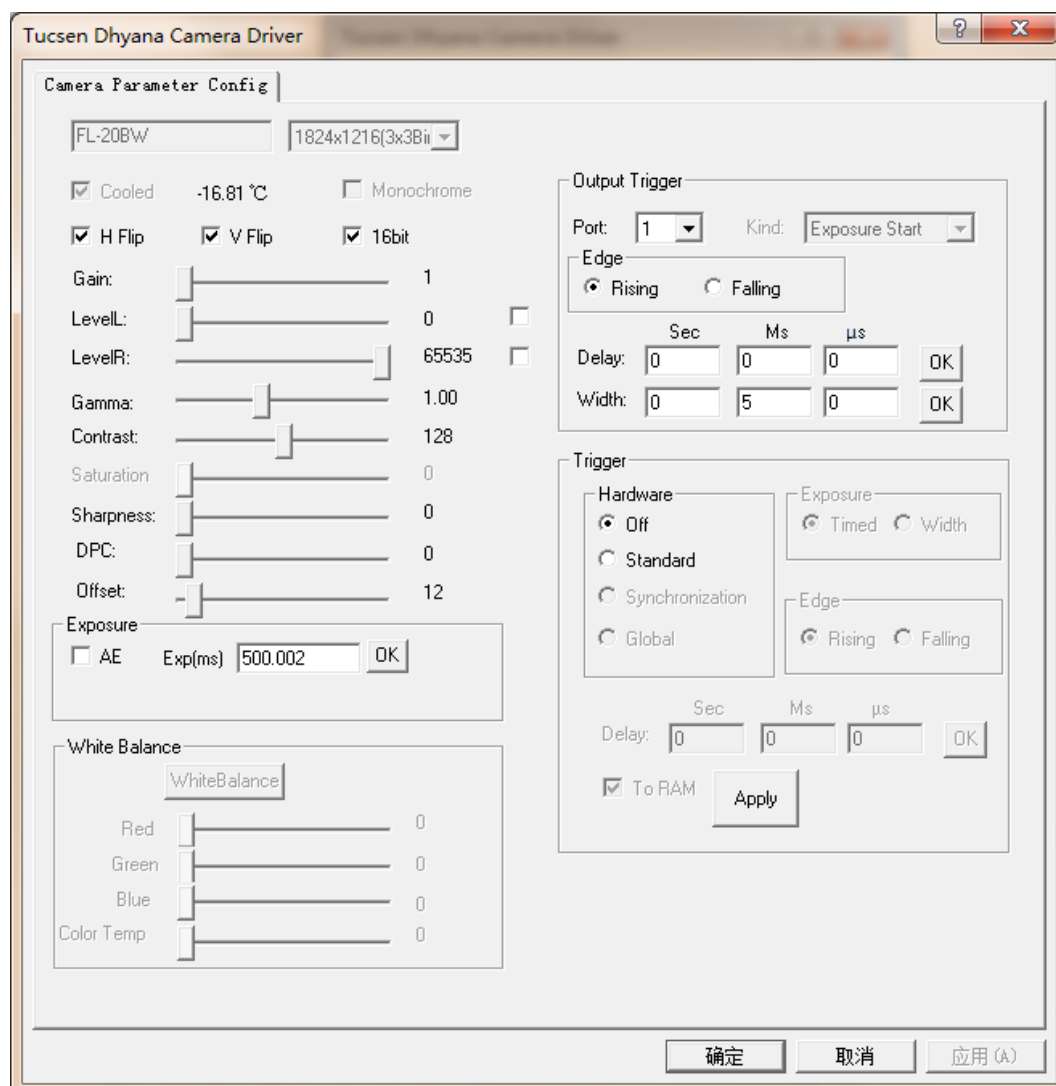 Tucsen Dhyana Camera Driver
Camera Parameter Config
FL-20BW 1824x1216(3x3Bii
Cooled -16.81 °C Monochrome
H Flip V Flip 16bit
Gain: 1
LevelL: 0
LevelR: 65535
Gamma: 1.00
Contrast: 128
Saturation 0
Sharpness: 0
DPC: 0
Offset: 12
Exposure
AE Exp(ms) 500.002 OK
White Balance
WhiteBalance
Red 0
Green 0
Blue 0
Color Temp 0
Output Trigger
Port: 1 Kind: Exposure Start
Edge
Rising Falling
Sec Ms μs
Delay: 0 0 0 OK
Width: 0 5 0 OK
Trigger
Hardware
Off
Standard
Synchronization
Global
Exposure
Timed Width
Edge
Rising Falling
Sec Ms μs
Delay: 0 0 0 OK
To RAM Apply
确定 取消 应用(A)